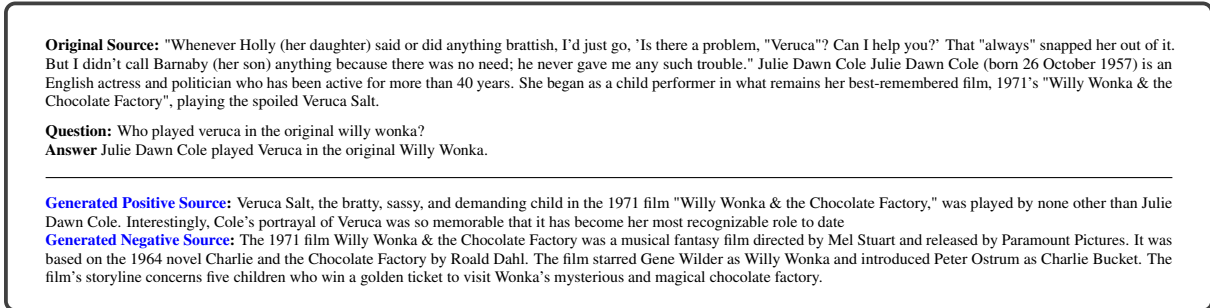 Original Source: "Whenever Holly (her daughter) said or did anything brattish, I'd just go, 'Is there a problem, "Veruca"? Can I help you?' That "always" snapped her out of it.
But I didn't call Barnaby (her son) anything because there was no need; he never gave me any such trouble." Julie Dawn Cole Julie Dawn Cole (born 26 October 1957) is an
English actress and politician who has been active for more than 40 years. She began as a child performer in what remains her best-remembered film, 1971's "Willy Wonka & the
Chocolate Factory", playing the spoiled Veruca Salt.
Question: Who played veruca in the original willy wonka?
Answer Julie Dawn Cole played Veruca in the original Willy Wonka.
Generated Positive Source: Veruca Salt, the bratty, sassy, and demanding child in the 1971 film "Willy Wonka & the Chocolate Factory," was played by none other than Julie
Dawn Cole. Interestingly, Cole's portrayal of Veruca was so memorable that it has become her most recognizable role to date
Generated Negative Source: The 1971 film Willy Wonka & the Chocolate Factory was a musical fantasy film directed by Mel Stuart and released by Paramount Pictures. It was
based on the 1964 novel Charlie and the Chocolate Factory by Roald Dahl. The film starred Gene Wilder as Willy Wonka and introduced Peter Ostrum as Charlie Bucket. The
film's storyline concerns five children who win a golden ticket to visit Wonka's mysterious and magical chocolate factory.